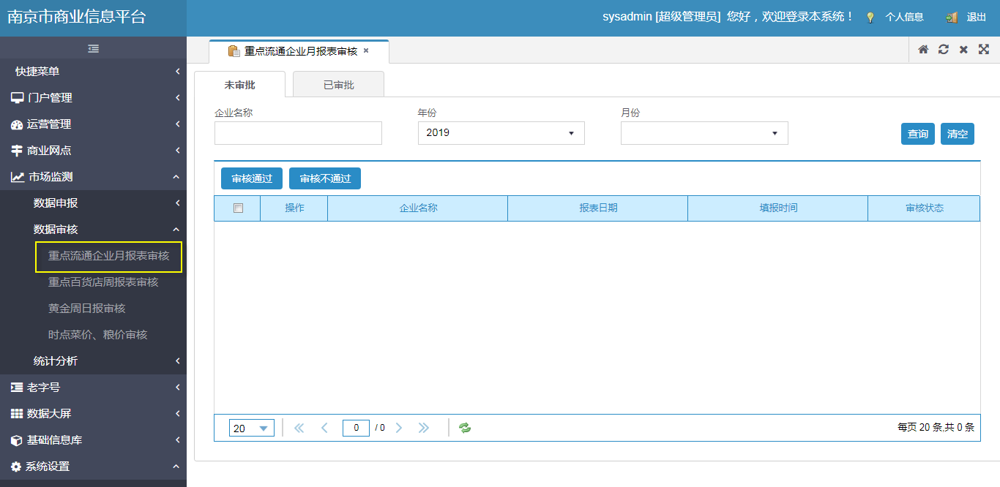 南京市商业信息平台
sysadmin [超级管理员] 您好，欢迎登录本系统！ 个人信息 退出
快捷菜单
门户管理
运营管理
商业网点
市场监测
数据申报
数据审核
重点流通企业月报表审核
重点百货店周报表审核
黄金周日报审核
时点菜价、粮价审核
统计分析
老字号
数据大屏
基础信息库
系统设置
重点流通企业月报表审核
未审批 已审批
企业名称 年份 月份
2019
查询 清空
审核通过 审核不通过
操作 企业名称 报表日期 填报时间 审核状态
20 0 / 0 每页 20 条,共 0 条